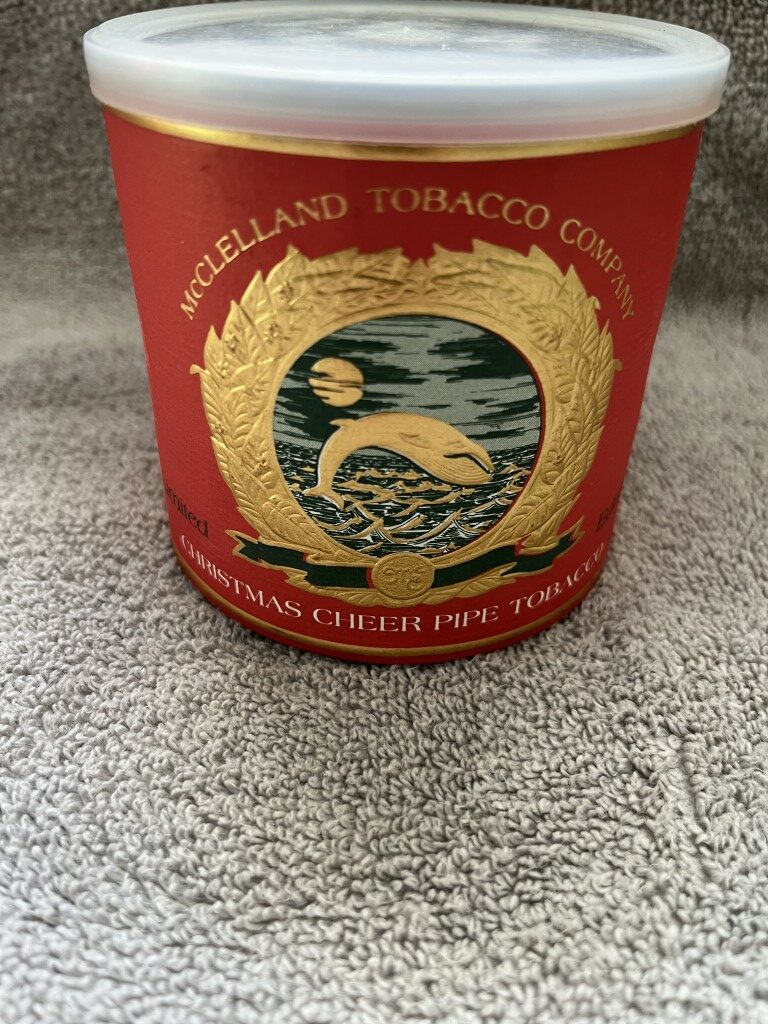 McCLELLAND TOBACCO COMPANY
CHRISTMAS CHEER PIPE TOBACCO